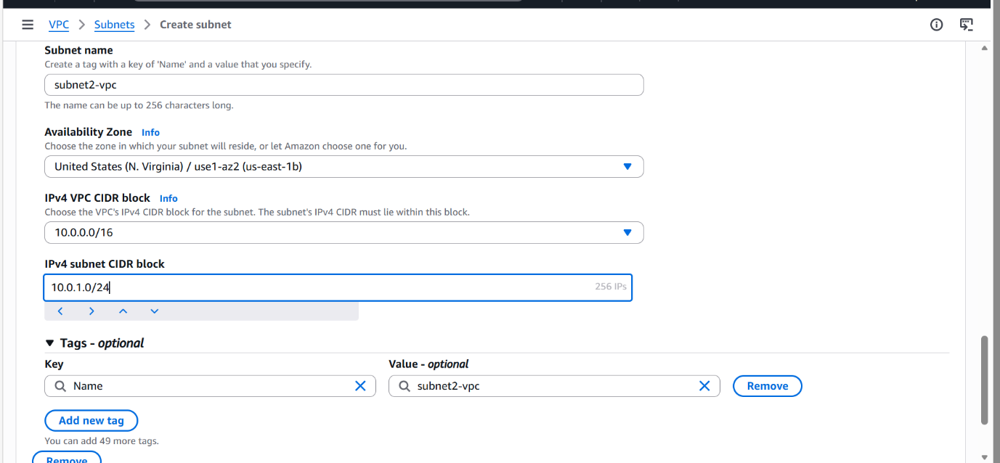 VPC > Subnets > Create subnet
Subnet name
Create a tag with a key of 'Name' and a value that you specify.
subnet2-vpc
The name can be up to 256 characters long.
Availability Zone Info
Choose the zone in which your subnet will reside, or let Amazon choose one for you.
United States (N. Virginia) / use1-az2 (us-east-1b)
IPv4 VPC CIDR block Info
Choose the VPC's IPv4 CIDR block for the subnet. The subnet's IPv4 CIDR must lie within this block.
10.0.0.0/16
IPv4 subnet CIDR block
10.0.1.0/24 256 IPs
Tags - optional
Key Value - optional
Name subnet2-vpc Remove
Add new tag
You can add 49 more tags.
Remove